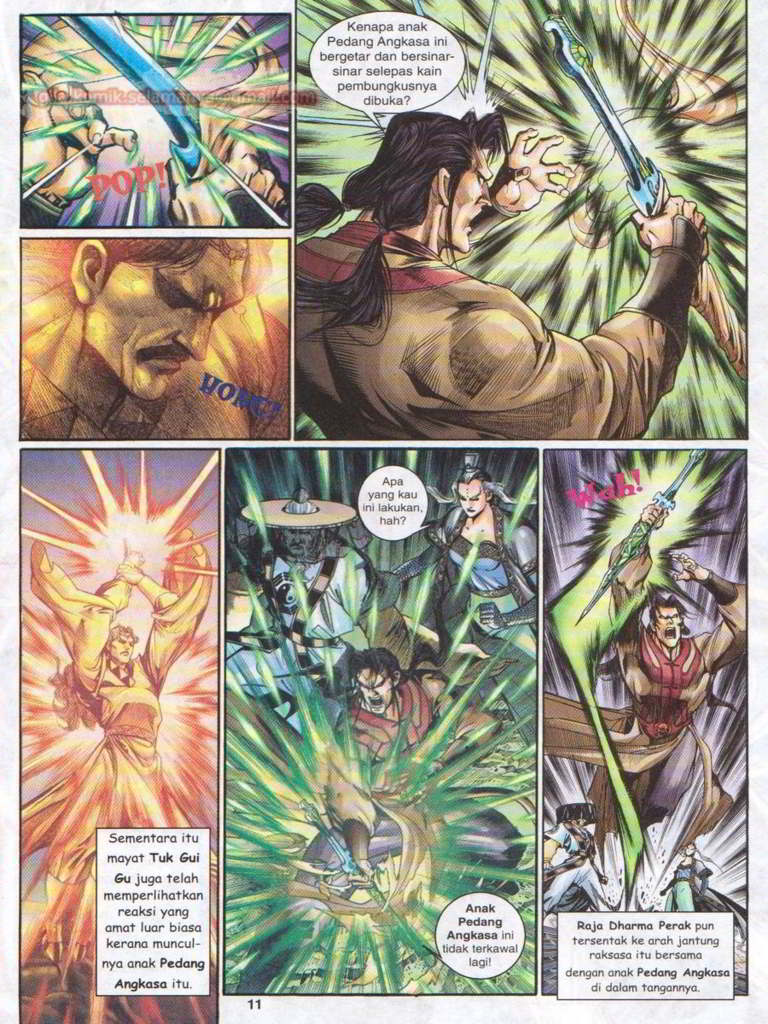 POP!
Kenapa anak
Pedang Angkasa ini
bergetar dan bersinar-
sinar selepas kain
pembungkusnya
dibuka?
Sementara itu
mayat Tuk Gui
Gu juga telah
memperlihatkan
reaksi yang
amat luar biasa
kerana muncul-
nya anak Pedang
Angkasa itu.
Apa
yang kau
ini lakukan,
hah?
Anak
Pedang
Angkasa ini
tidak terkawal
lagi!
Wah!
Raja Dharma Perak pun
tersentak ke arah jantung
raksasa itu bersama
dengan anak Pedang Angkasa
di dalam tangannya.
11